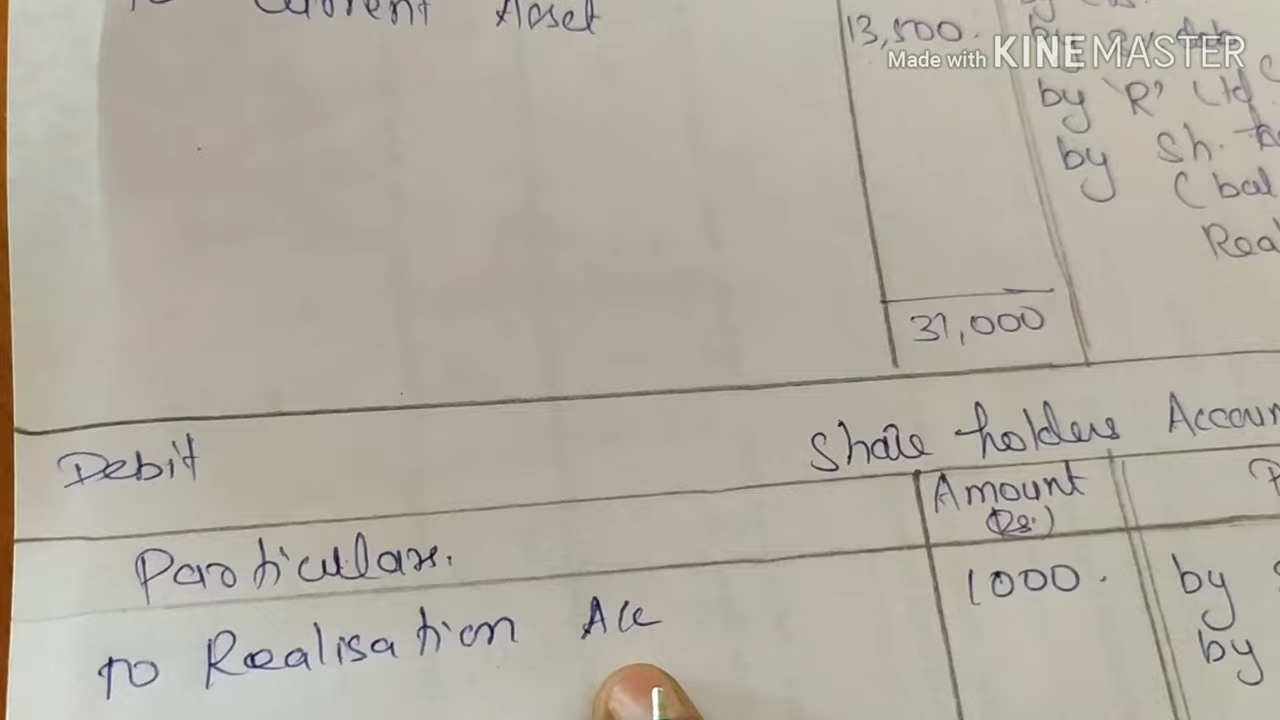 To Current Asset 13,500.
Made with KINEMASTER
by 'R' Ltd
by Sh.
(bal
Rea
31,000
Debit Share holders Accoun
Particulars. Amount
(Rs.)
to Realisation A/c 1000. by
by